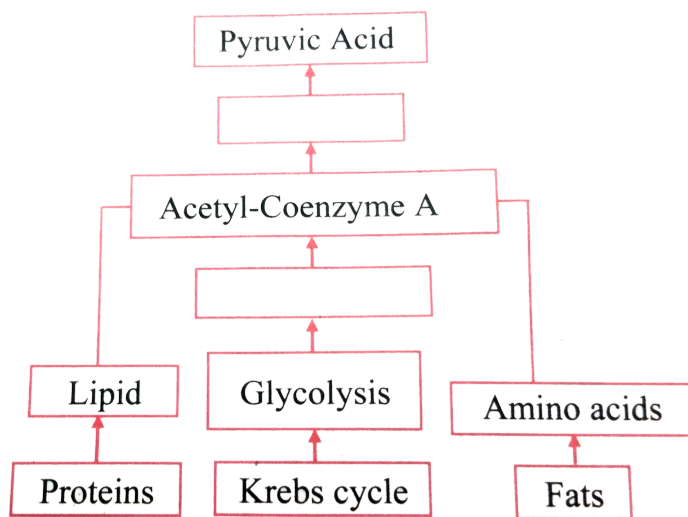 Pyruvic Acid
Acetyl-Coenzyme A
Lipid
Glycolysis
Amino acids
Proteins
Krebs cycle
Fats